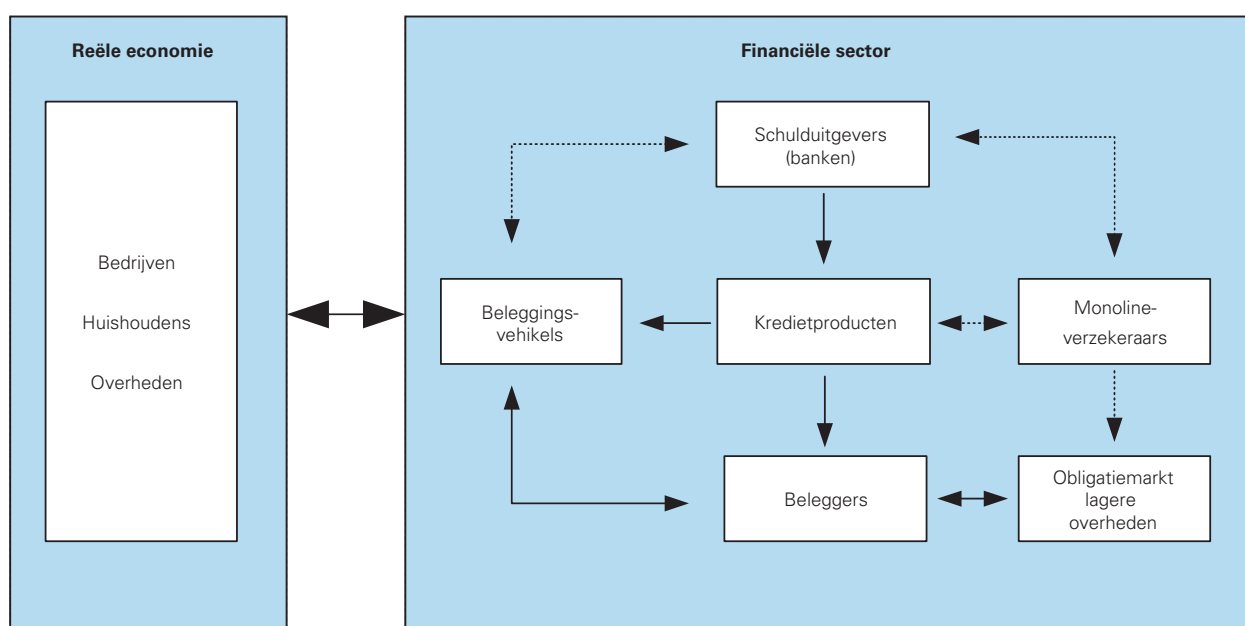 Reële economie
Bedrijven
Huishoudens
Overheden
Financiële sector
Schulduitgevers
(banken)
Beleggings-
vehikels
Kredietproducten
Monoline-
verzekeraars
Beleggers
Obligatiemarkt
lagere
overheden